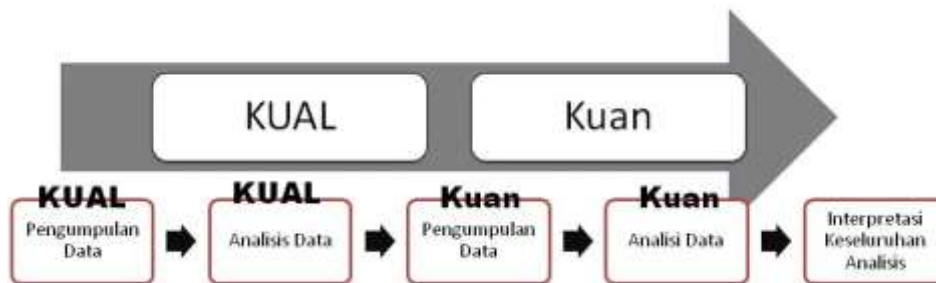 KUAL
Kuan
KUAL
Pengumpulan
Data
KUAL
Analisis Data
Kuan
Pengumpulan
Data
Kuan
Analisi Data
Interpretasi
Keseluruhan
Analisis